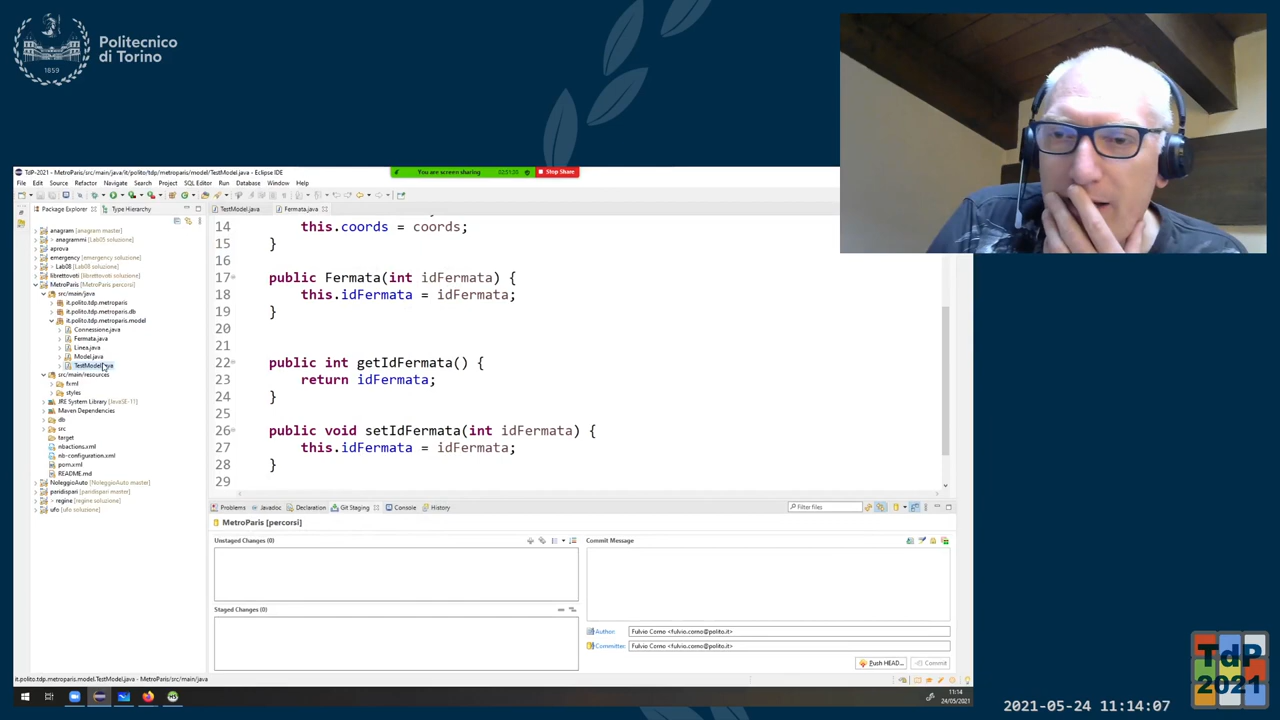 Politecnico
di Torino
1859
TdP-2021 - MetroParis/src/main/java/it/polito/tdp/metroparis/model/TestModel.java - Eclipse IDE
You are screen sharing
Stop Share
File Edit Source Refactor Navigate Search Project SQL Editor Run Database Window Help
Package Explorer Type Hierarchy
TestModel.java Fermata.java
anagram [anagram master]
> anagrammi [Lab05 soluzione]
aprova
emergency [emergency soluzione]
> Lab08 [Lab08 soluzione]
librettovoti [librettovoti soluzione]
MetroParis [MetroParis percorsi]
src/main/java
it.polito.tdp.metroparis
it.polito.tdp.metroparis.db
it.polito.tdp.metroparis.model
Connessione.java
Fermata.java
Linea.java
Model.java
TestModel.java
src/main/resources
fxml
styles
JRE System Library [JavaSE-11]
Maven Dependencies
db
src
target
nbactions.xml
nb-configuration.xml
pom.xml
README.md
NoleggioAuto [NoleggioAuto master]
paridispari [paridispari master]
> regine [regine soluzione]
ufo [ufo soluzione]
14 this.coords = coords;
15 }
16
17 public Fermata(int idFermata) {
18 this.idFermata = idFermata;
19 }
20
21
22 public int getIdFermata() {
23 return idFermata;
24 }
25
26 public void setIdFermata(int idFermata) {
27 this.idFermata = idFermata;
28 }
29
Problems Javadoc Declaration Git Staging Console History
Filter files
MetroParis [percorsi]
Unstaged Changes (0)
Commit Message
Staged Changes (0)
Author: Fulvio Corno <fulvio.corno@polito.it>
Committer: Fulvio Corno <fulvio.corno@polito.it>
Push HEAD...
Commit
it.polito.tdp.metroparis.model.TestModel.java - MetroParis/src/main/java
11:14
24/05/2021
TdP
2021
2021-05-24 11:14:07